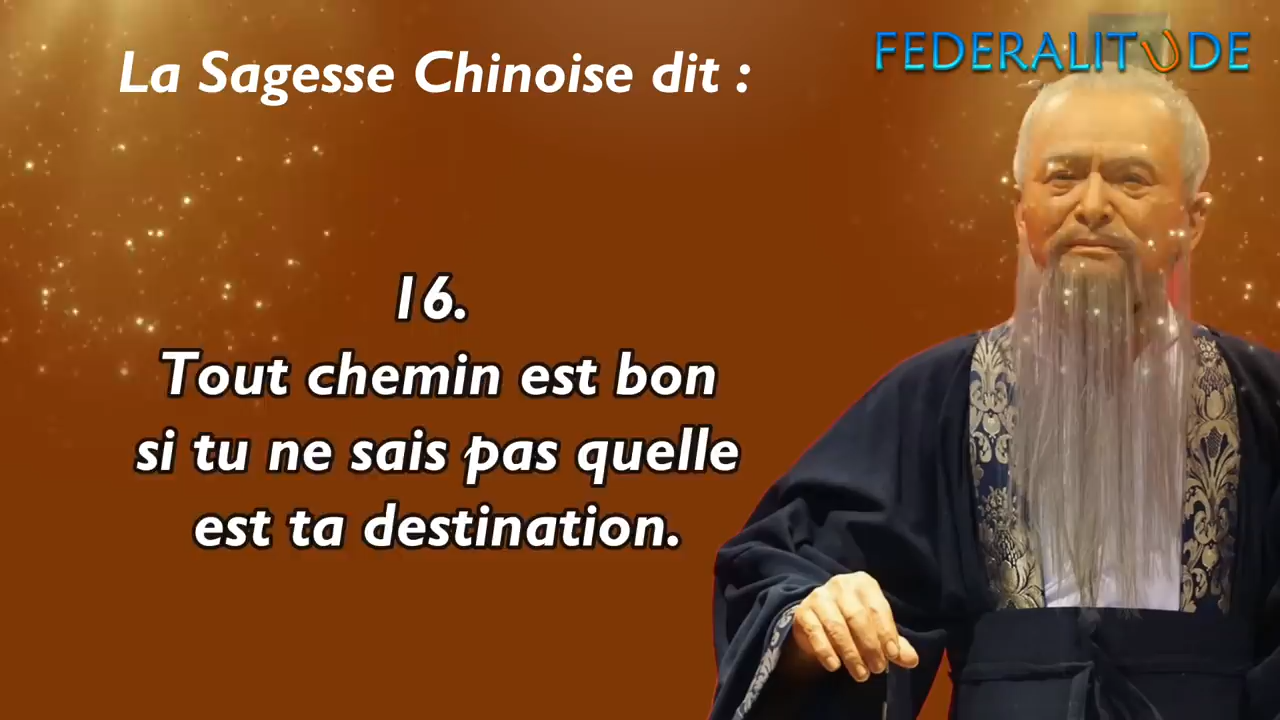 La Sagesse Chinoise dit :
FEDERALITUDE
16.
Tout chemin est bon
si tu ne sais pas quelle
est ta destination.